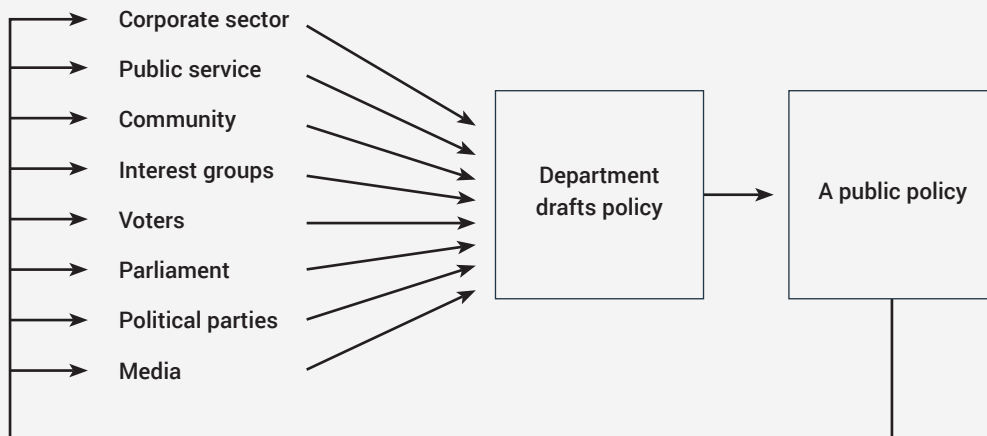 Corporate sector
Public service
Community
Interest groups
Voters
Parliament
Political parties
Media
Department
drafts policy
A public policy